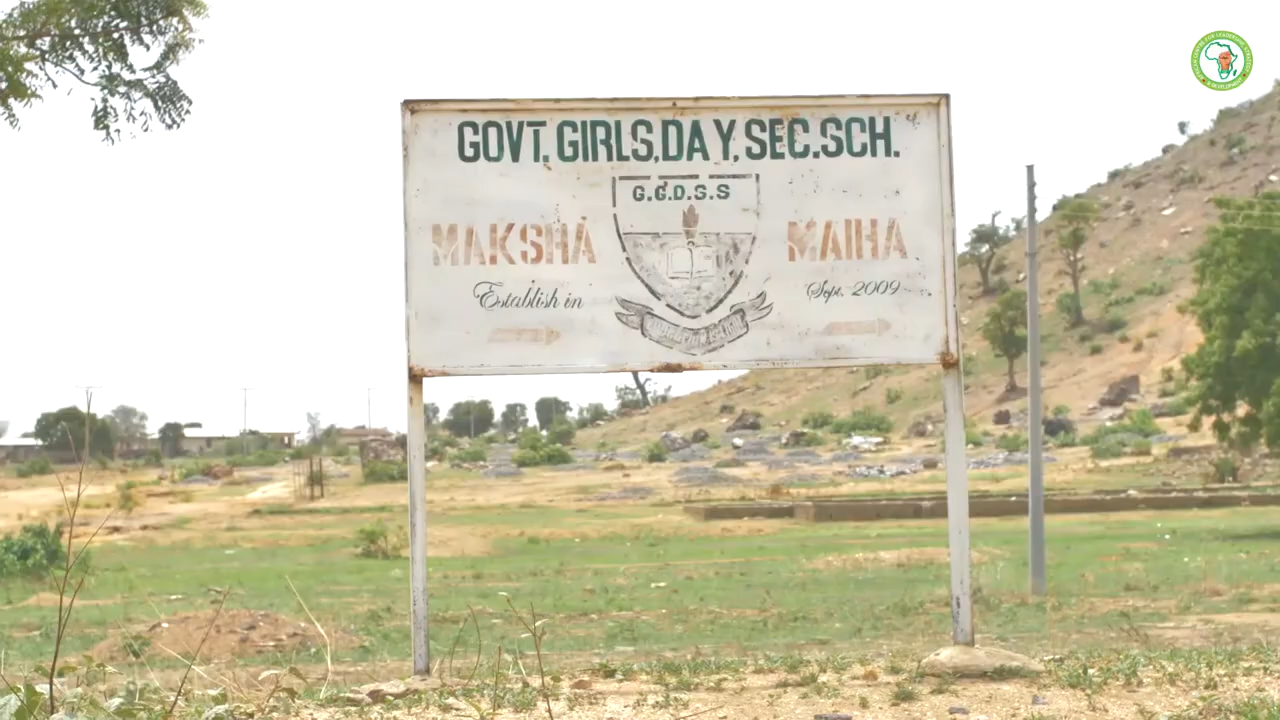 GOVT. GIRLS, DAY, SEC. SCH.
G.G.D.S.S
MAKSHA MAIHA
Establish in Sept, 2009